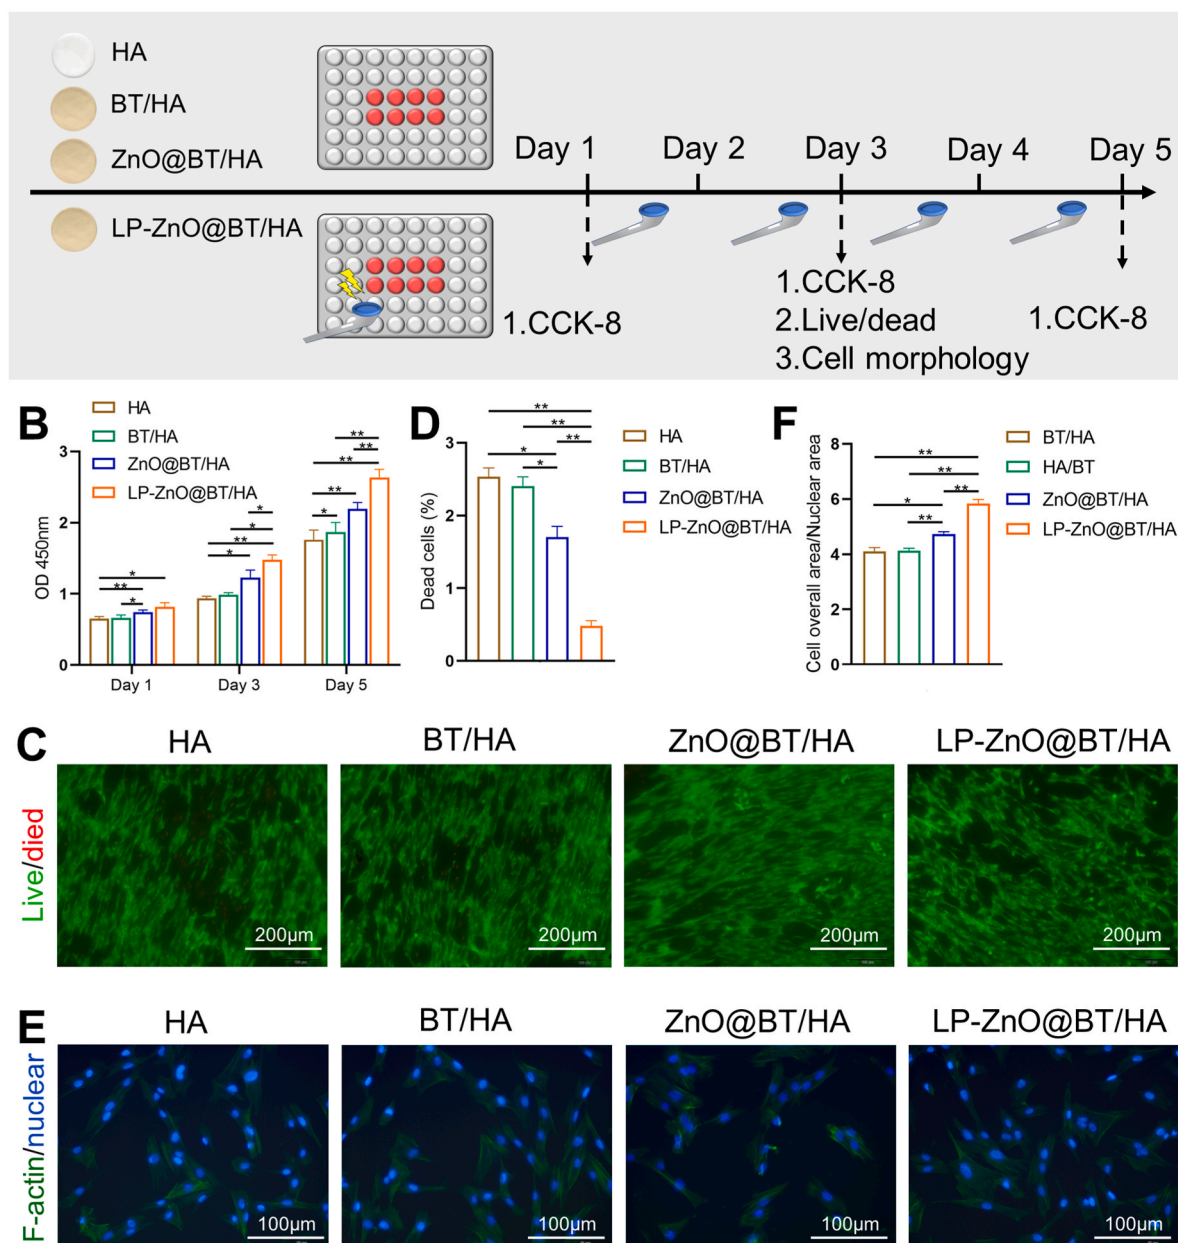 HA
BT/HA
ZnO@BT/HA
LP-ZnO@BT/HA
Day 1
Day 2
Day 3
Day 4
Day 5
1.CCK-8
1.CCK-8
2.Live/dead
3.Cell morphology
1.CCK-8
B
HA
BT/HA
ZnO@BT/HA
LP-ZnO@BT/HA
OD 450nm
3
2
1
0
** ** ** ** *
* * ** *
* ** *
Day 1
Day 3
Day 5
D
HA
BT/HA
ZnO@BT/HA
LP-ZnO@BT/HA
Dead cells (%)
3
2
1
0
**
**
* **
*
F
BT/HA
HA/BT
ZnO@BT/HA
LP-ZnO@BT/HA
Cell overall area/Nuclear area
8
6
4
2
0
**
**
* **
**
C
HA
BT/HA
ZnO@BT/HA
LP-ZnO@BT/HA
Live/died
200μm
200μm
200μm
200μm
E
HA
BT/HA
ZnO@BT/HA
LP-ZnO@BT/HA
F-actin/nuclear
100μm
100μm
100μm
100μm